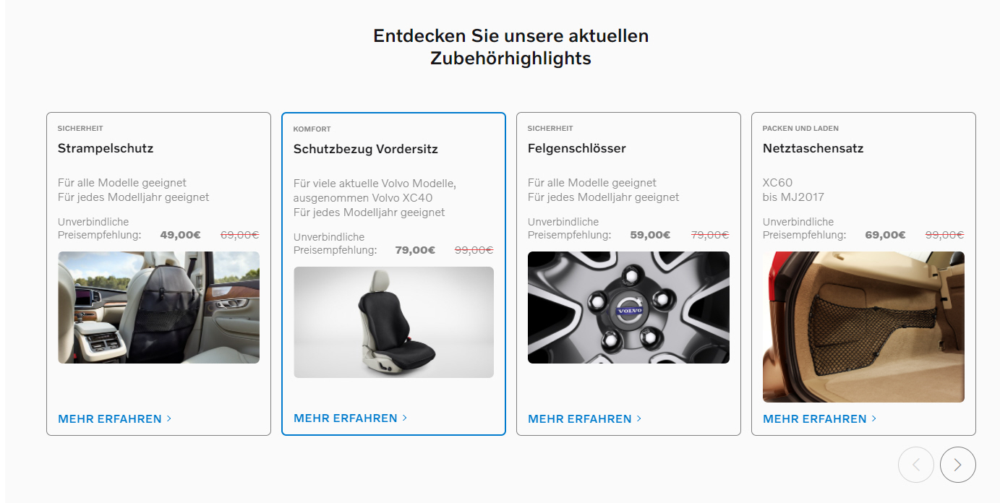 Entdecken Sie unsere aktuellen
Zubehörhighlights
SICHERHEIT
Strampelschutz
Für alle Modelle geeignet
Für jedes Modelljahr geeignet
Unverbindliche
Preisempfehlung: 49,00€ 69,00€
MEHR ERFAHREN
KOMFORT
Schutzbezug Vordersitz
Für viele aktuelle Volvo Modelle,
ausgenommen Volvo XC40
Für jedes Modelljahr geeignet
Unverbindliche
Preisempfehlung: 79,00€ 99,00€
MEHR ERFAHREN
SICHERHEIT
Felgenschlösser
Für alle Modelle geeignet
Für jedes Modelljahr geeignet
Unverbindliche
Preisempfehlung: 59,00€ 79,00€
VOLVO
MEHR ERFAHREN
PACKEN UND LADEN
Netztaschensatz
XC60
bis MJ2017
Unverbindliche
Preisempfehlung: 69,00€ 99,00€
MEHR ERFAHREN